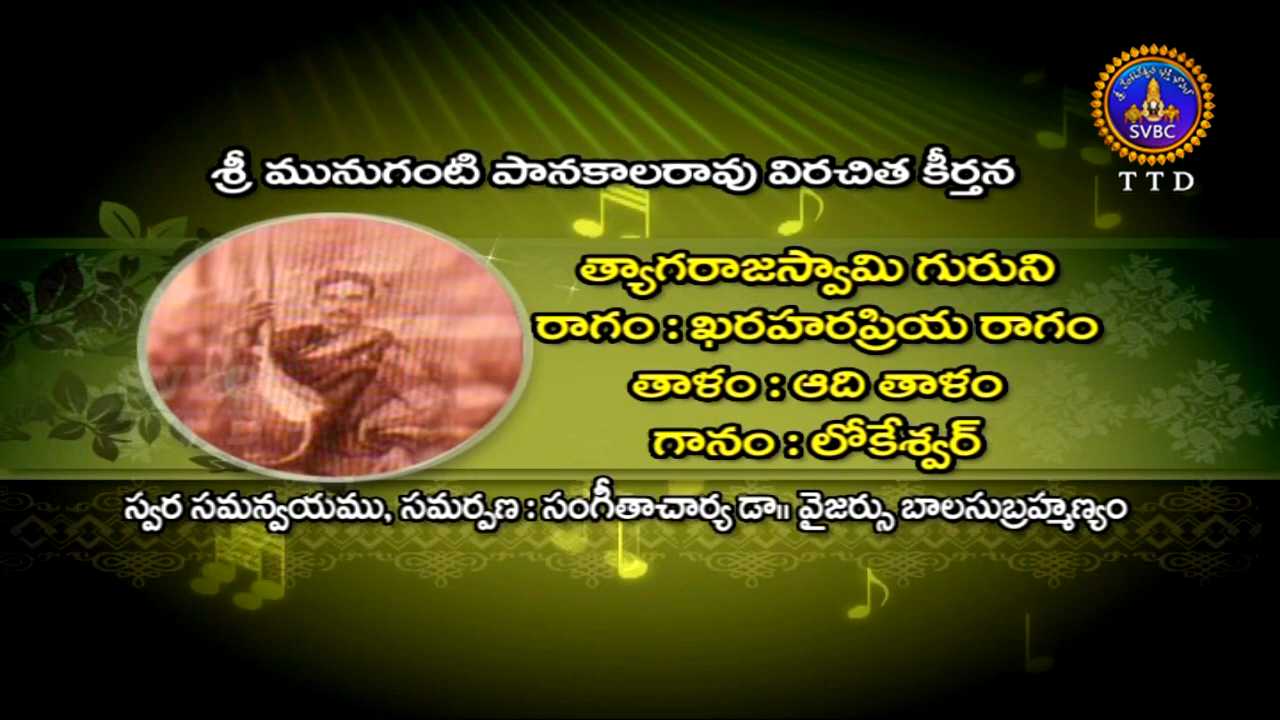 శ్రీ మునుగంటి పానకాలరావు విరచిత కీర్తన
త్యాగరాజస్వామి గురుని
రాగం : ఖరహరప్రియ రాగం
తాళం : ఆది తాళం
గానం : లోకేశ్వర్
స్వర సమన్వయము, సమర్పణ : సంగీతాచార్య డా॥ వైజర్సు బాలసుబ్రహ్మణ్యం
SVBC
TTD